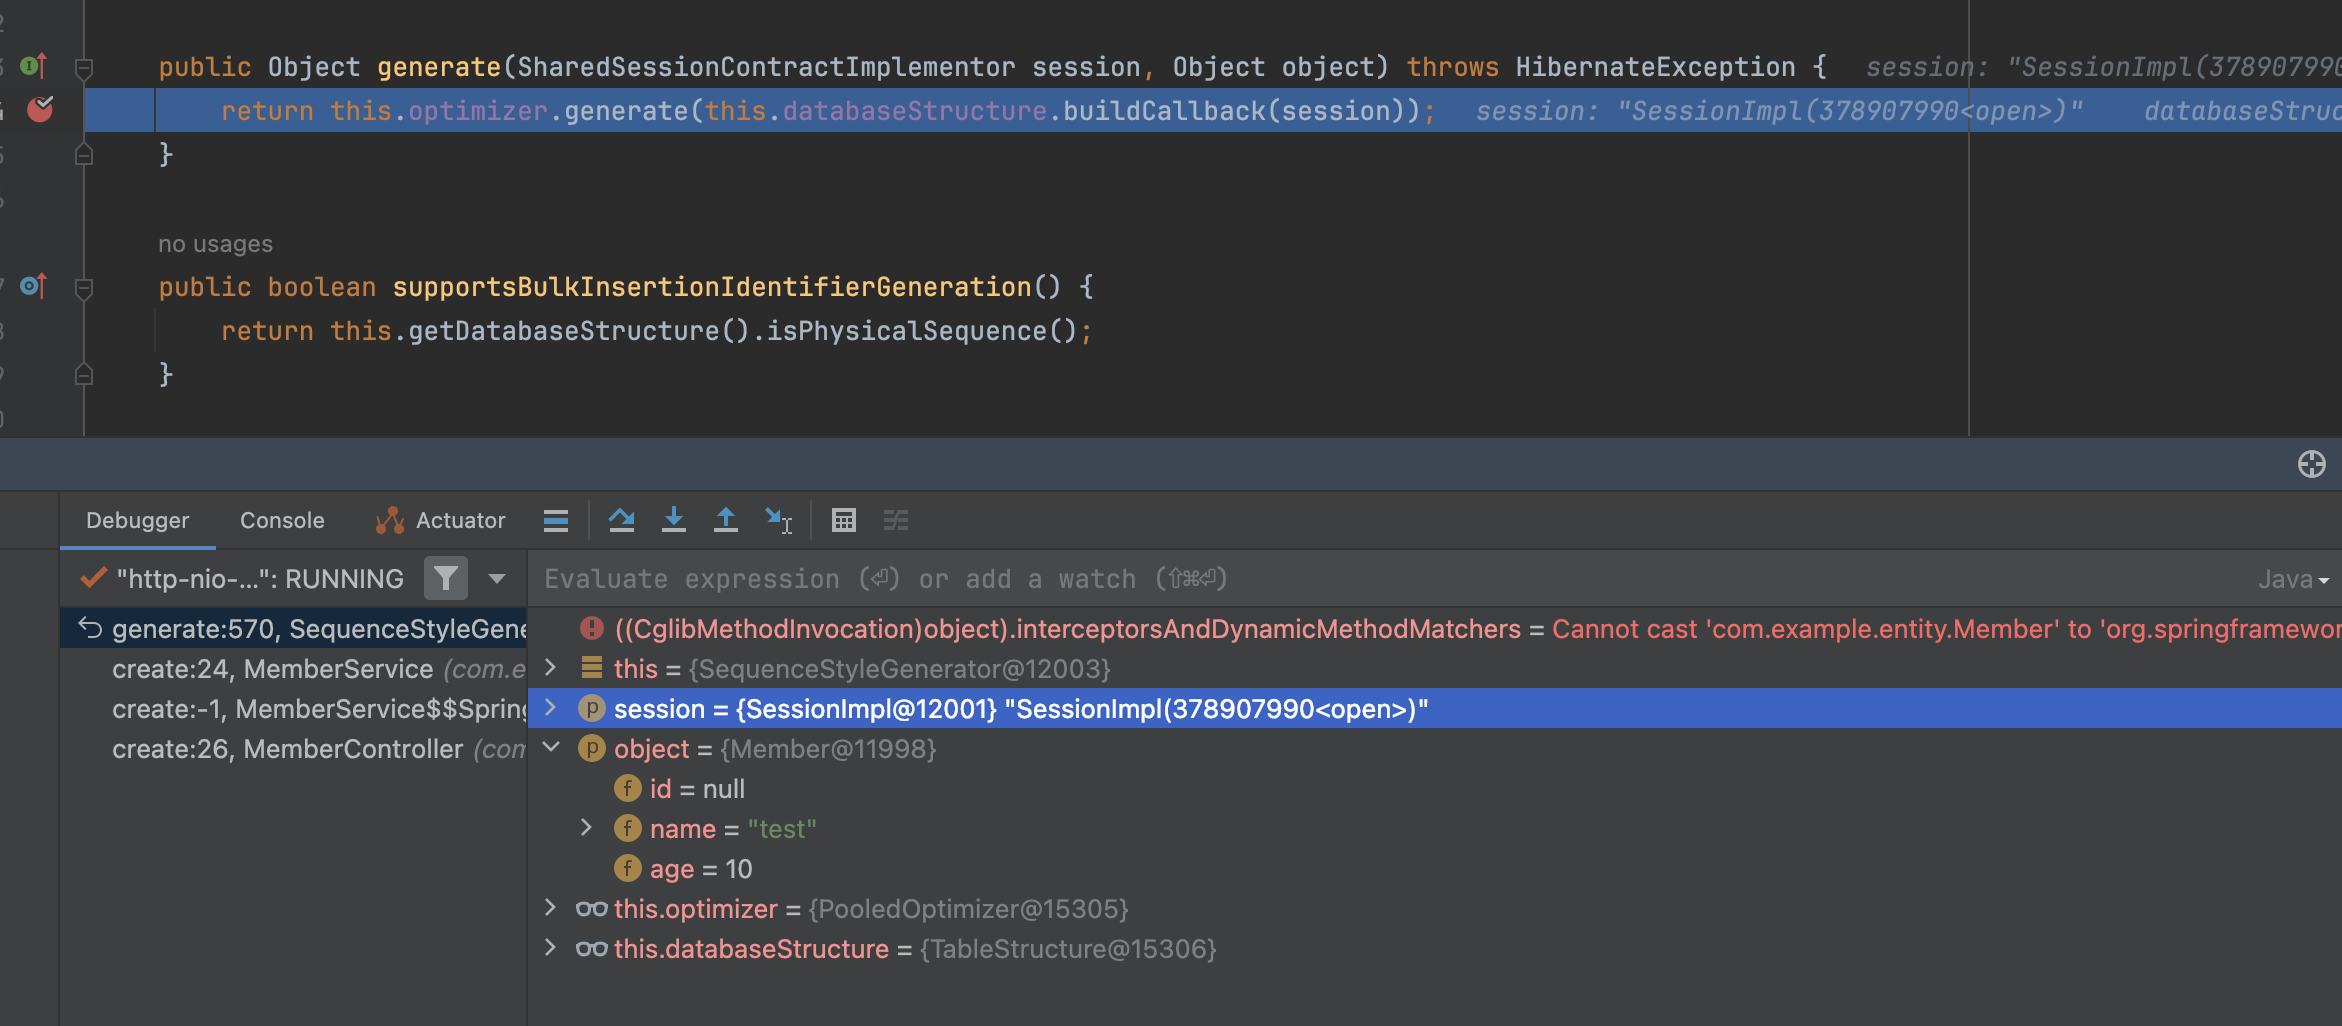 public Object generate(SharedSessionContractImplementor session, Object object) throws HibernateException {  session: "SessionImpl(378907990
return this.optimizer.generate(this.databaseStructure.buildCallback(session));  session: "SessionImpl(378907990<open>)"  databaseStruc
}
no usages
public boolean supportsBulkInsertionIdentifierGeneration() {
return this.getDatabaseStructure().isPhysicalSequence();
}
Debugger Console Actuator
"http-nio-...": RUNNING
Evaluate expression (⏎) or add a watch (⇧⌘⏎) Java
generate:570, SequenceStyleGene
create:24, MemberService (com.e
create:-1, MemberService$$Spring
create:26, MemberController (com
((CglibMethodInvocation)object).interceptorsAndDynamicMethodMatchers = Cannot cast 'com.example.entity.Member' to 'org.springframewor
this = {SequenceStyleGenerator@12003}
session = {SessionImpl@12001} "SessionImpl(378907990<open>)"
object = {Member@11998}
id = null
name = "test"
age = 10
this.optimizer = {PooledOptimizer@15305}
this.databaseStructure = {TableStructure@15306}